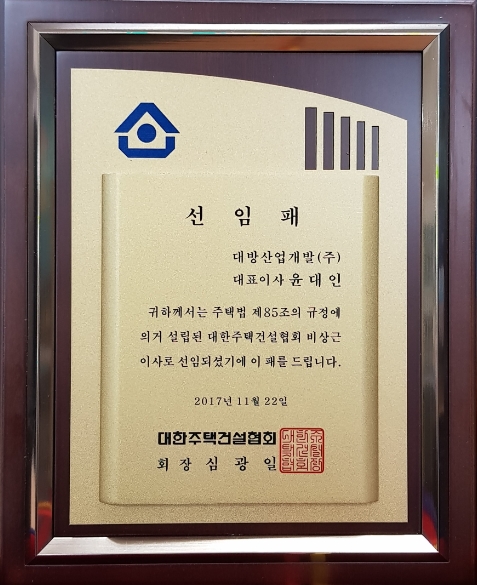 선 임 패
대방산업개발(주)
대표이사 윤 대 인
귀하께서는 주택법 제85조의 규정에
의거 설립된 대한주택건설협회 비상근
이사로 선임되셨기에 이 패를 드립니다.
2017년 11월 22일
대한주택건설협회
회 장 심 광 일